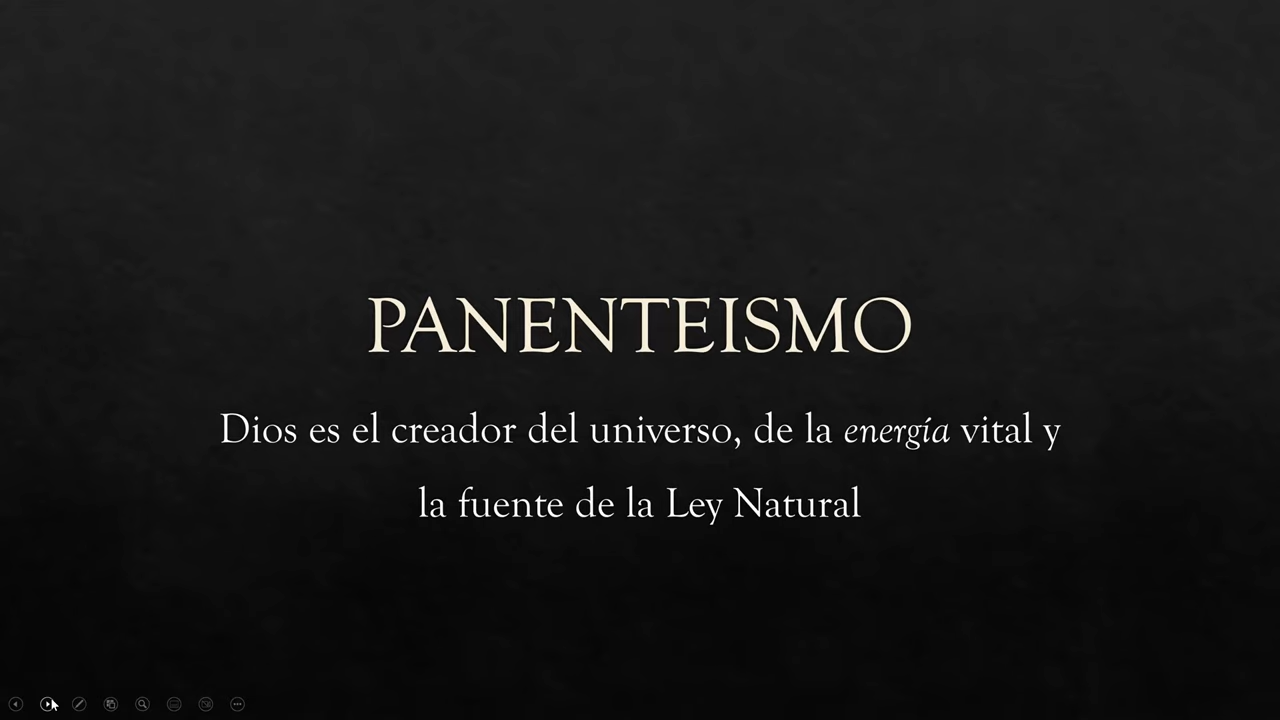 PANENTEISMO
Dios es el creador del universo, de la energía vital y
la fuente de la Ley Natural